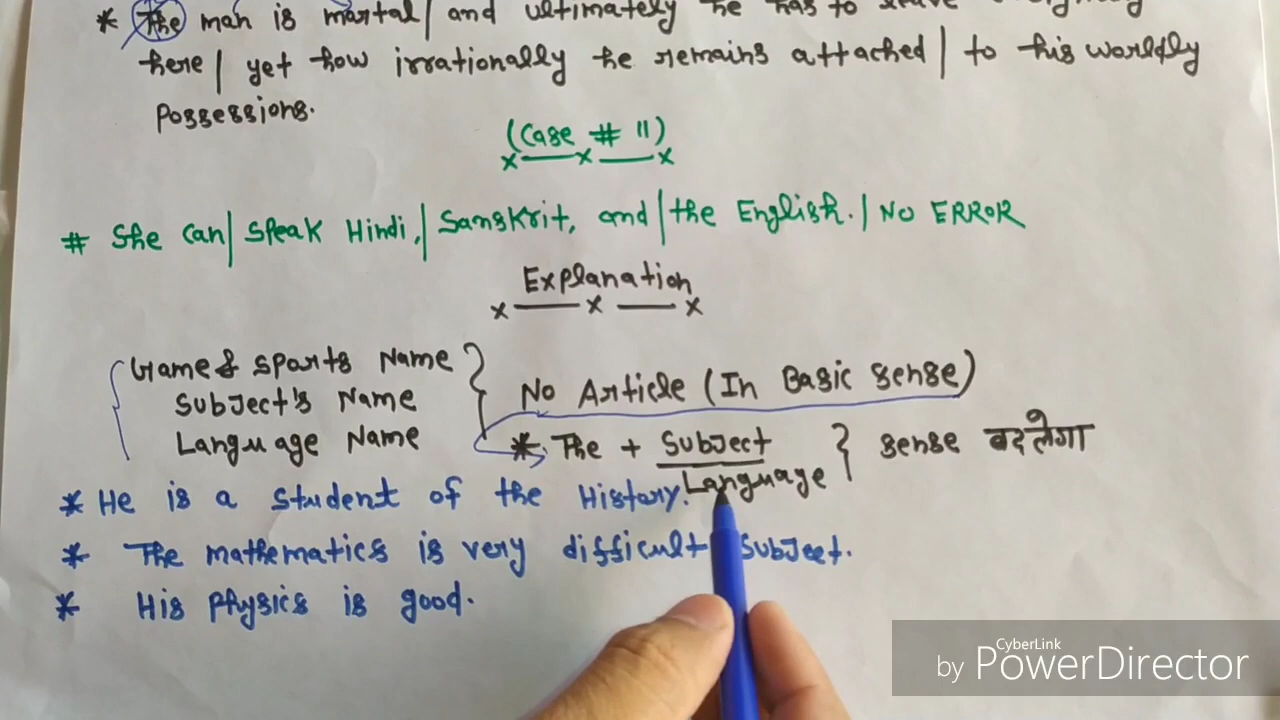 * The man is mortal/ and ultimately he has to
here/ yet how irrationally he remains attached/ to his worldly
Possessions.
(Case # 11)
# She can/ speak Hindi,/ Sanskrit, and/ the English./ NO ERROR
Explanation
Game & sports Name
Subject's Name
Language Name
No Article (In Basic sense)
* The + Subject
Language
sense बदलेगा
* He is a student of the History.
* The mathematics is very difficult subject.
* His physics is good.
CyberLink
by PowerDirector